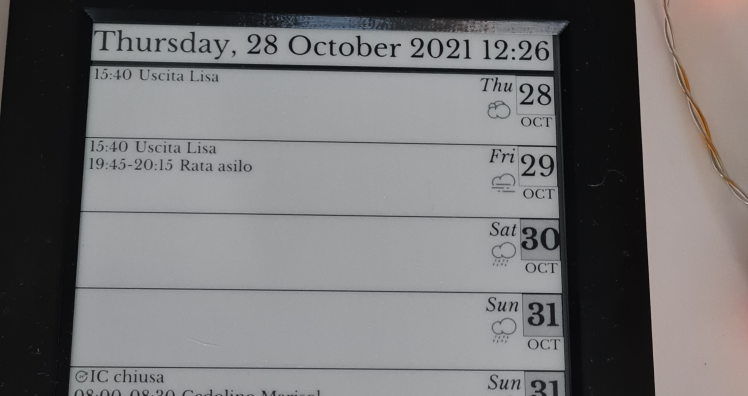 Thursday, 28 October 2021 12:26
15:40 Uscita Lisa
Thu 28
OCT
15:40 Uscita Lisa
19:45-20:15 Rata asilo
Fri 29
OCT
Sat 30
OCT
Sun 31
OCT
IC chiusa
08:00-08:30
Sun 31